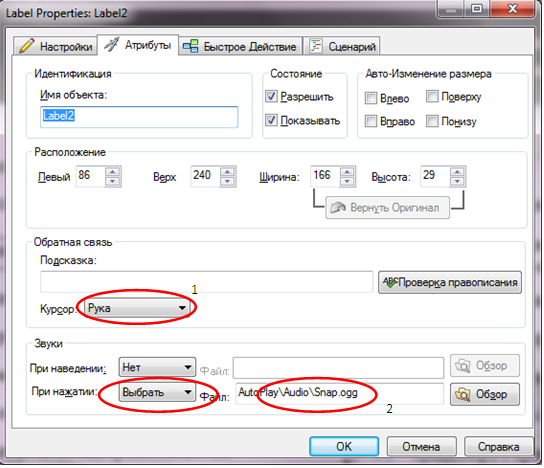 Label Properties: Label2
Настройки Атрибуты Быстрое Действие Сценарий
Идентификация Состояние Авто-Изменение размера
Имя объекта: Разрешить Влево Поверху
Label2 Показывать Вправо Понизу
Расположение
Левый 86 Верх 240 Ширина: 166 Высота: 29
Вернуть Оригинал
Обратная связь
Подсказка:
ABC Проверка правописания
1
Курсор: Рука
Звуки
При наведении: Нет Файл: Обзор
При нажатии: Выбрать Файл: AutoPlay\Audio\Snap.ogg Обзор
2
OK Отмена Справка